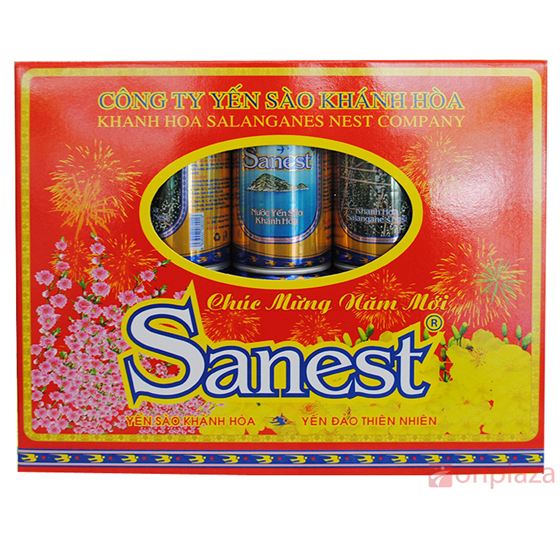 CÔNG TY YẾN SÀO KHÁNH HÒA
KHANH HOA SALANGANES NEST COMPANY
Sanest
Nước Yến Sào
Khánh Hòa
Khanh Hoa
Salangane's Nest
Chúc Mừng Năm Mới
Sanest®
YẾN SÀO KHÁNH HÒA YẾN ĐẢO THIÊN NHIÊN
onplaza